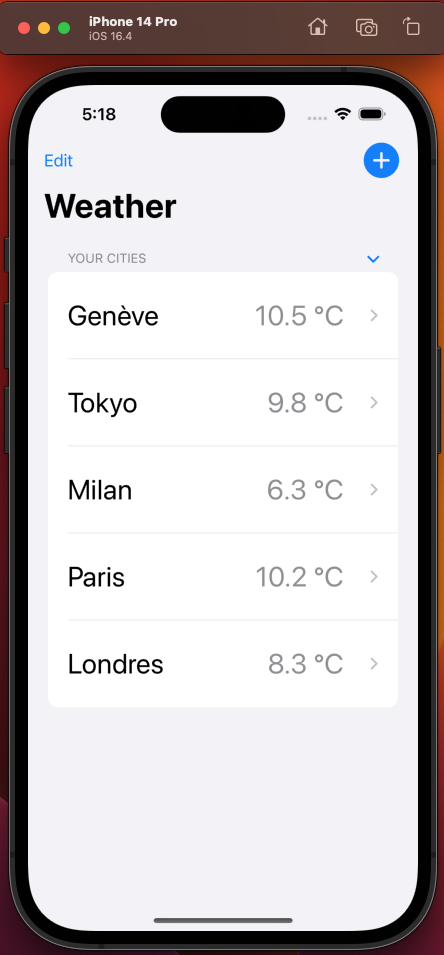 iPhone 14 Pro
iOS 16.4
5:18
Edit
Weather
YOUR CITIES
Genève 10.5 °C
Tokyo 9.8 °C
Milan 6.3 °C
Paris 10.2 °C
Londres 8.3 °C